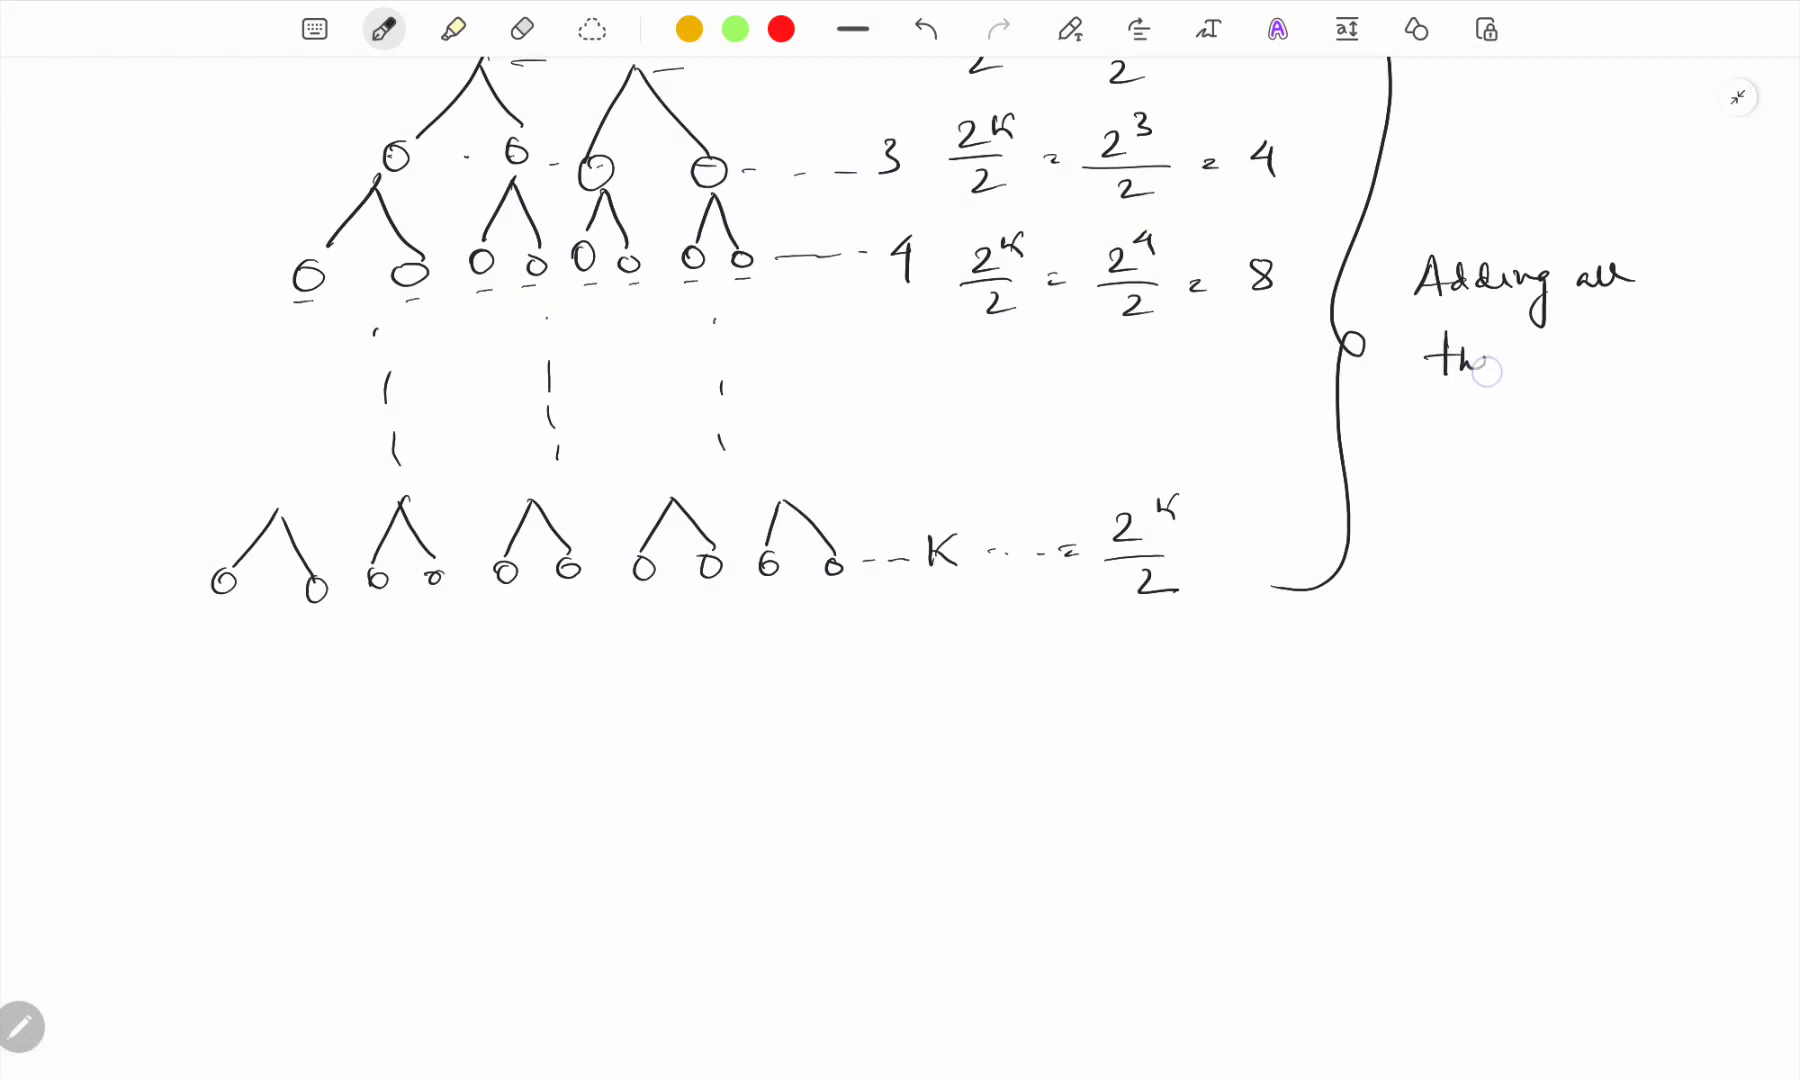 2 2
3 2^K/2 = 2^3/2 = 4
4 2^K/2 = 2^4/2 = 8
Adding all
the
K = 2^K/2